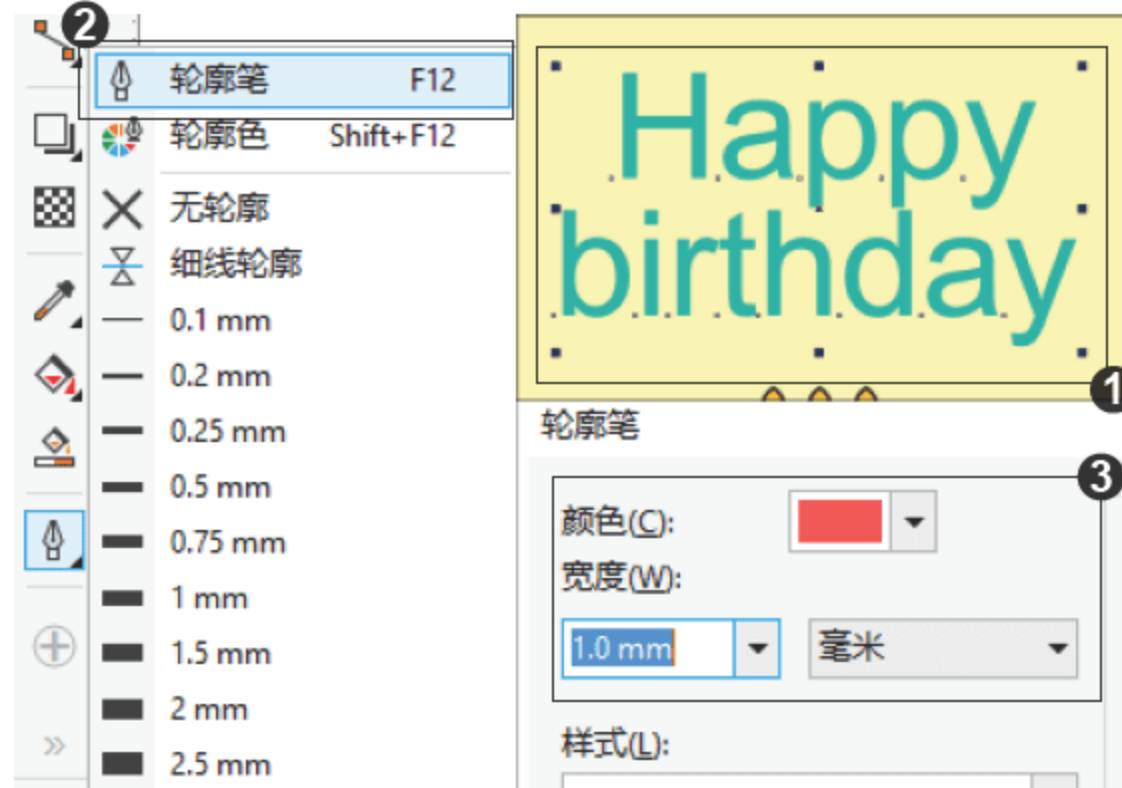 2
轮廓笔 F12
轮廓色 Shift+F12
无轮廓
细线轮廓
0.1 mm
0.2 mm
0.25 mm
0.5 mm
0.75 mm
1 mm
1.5 mm
2 mm
2.5 mm
Happy
birthday
1
轮廓笔
3
颜色(C):
宽度(W):
1.0 mm 毫米
样式(L):